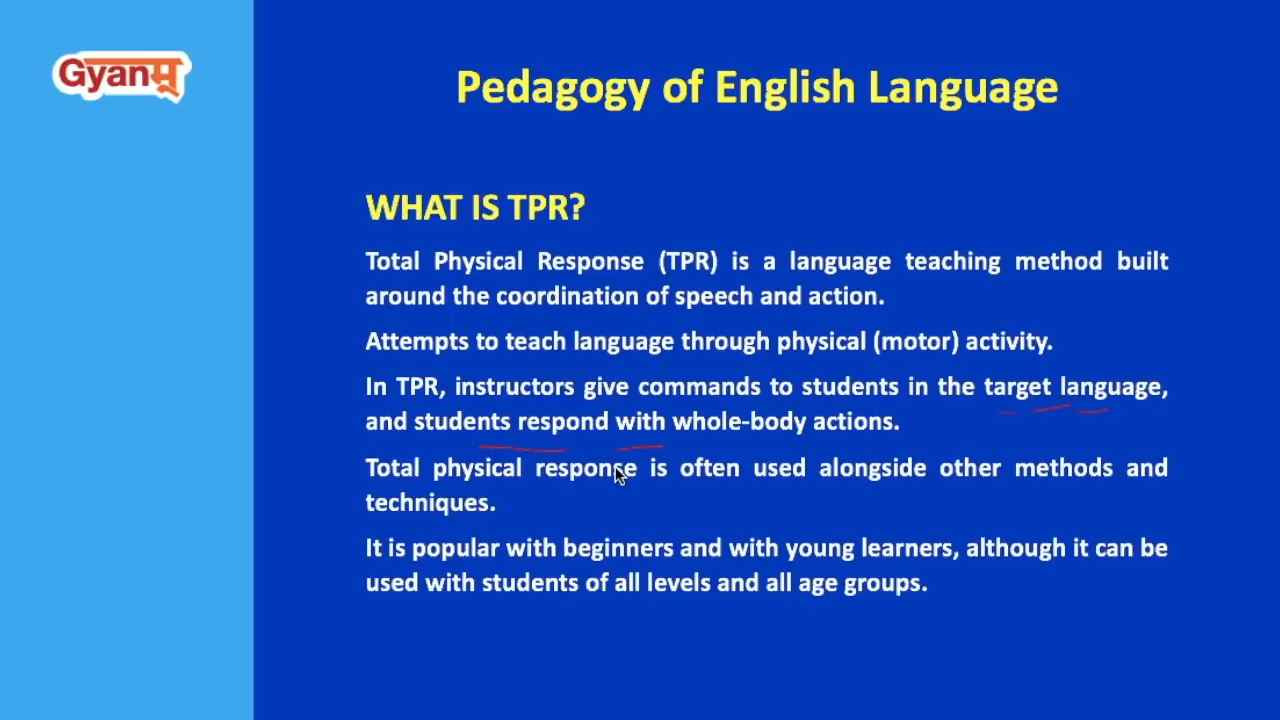 Gyanमू
Pedagogy of English Language
WHAT IS TPR?
Total Physical Response (TPR) is a language teaching method built
around the coordination of speech and action.
Attempts to teach language through physical (motor) activity.
In TPR, instructors give commands to students in the target language,
and students respond with whole-body actions.
Total physical response is often used alongside other methods and
techniques.
It is popular with beginners and with young learners, although it can be
used with students of all levels and all age groups.